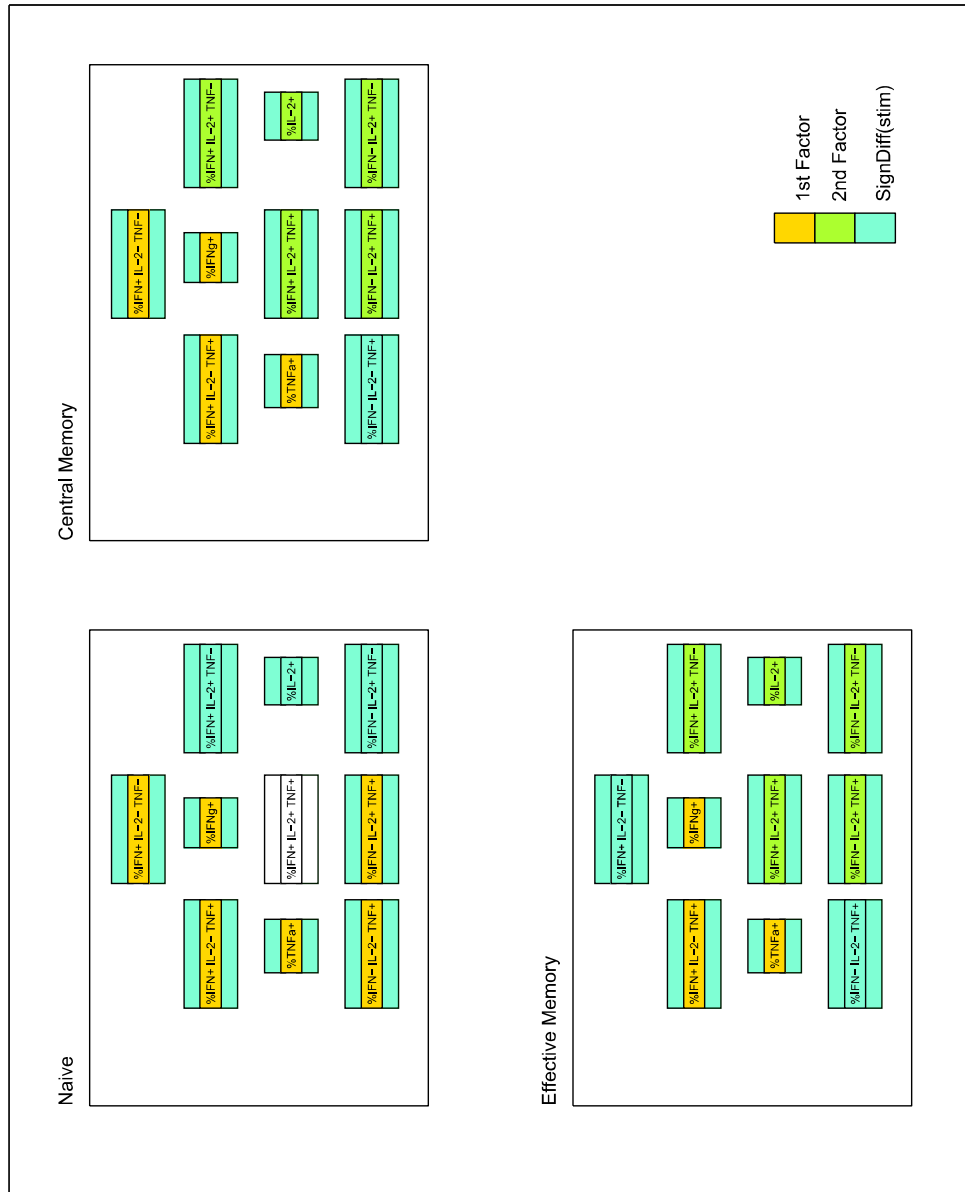 Naive
%IFN+ IL−2− TNF−
%IFN+ IL−2− TNF+
%IFNg+
%IFN+ IL−2+ TNF−
%TNFa+
%IFN+ IL−2+ TNF+
%IL−2+
%IFN− IL−2− TNF+
%IFN− IL−2+ TNF+
%IFN− IL−2+ TNF−
Central Memory
%IFN+ IL−2− TNF−
%IFN+ IL−2− TNF+
%IFNg+
%IFN+ IL−2+ TNF−
%TNFa+
%IFN+ IL−2+ TNF+
%IL−2+
%IFN− IL−2− TNF+
%IFN− IL−2+ TNF+
%IFN− IL−2+ TNF−
Effective Memory
%IFN+ IL−2− TNF−
%IFN+ IL−2− TNF+
%IFNg+
%IFN+ IL−2+ TNF−
%TNFa+
%IFN+ IL−2+ TNF+
%IL−2+
%IFN− IL−2− TNF+
%IFN− IL−2+ TNF+
%IFN− IL−2+ TNF−
1st Factor
2nd Factor
SignDiff(stim)